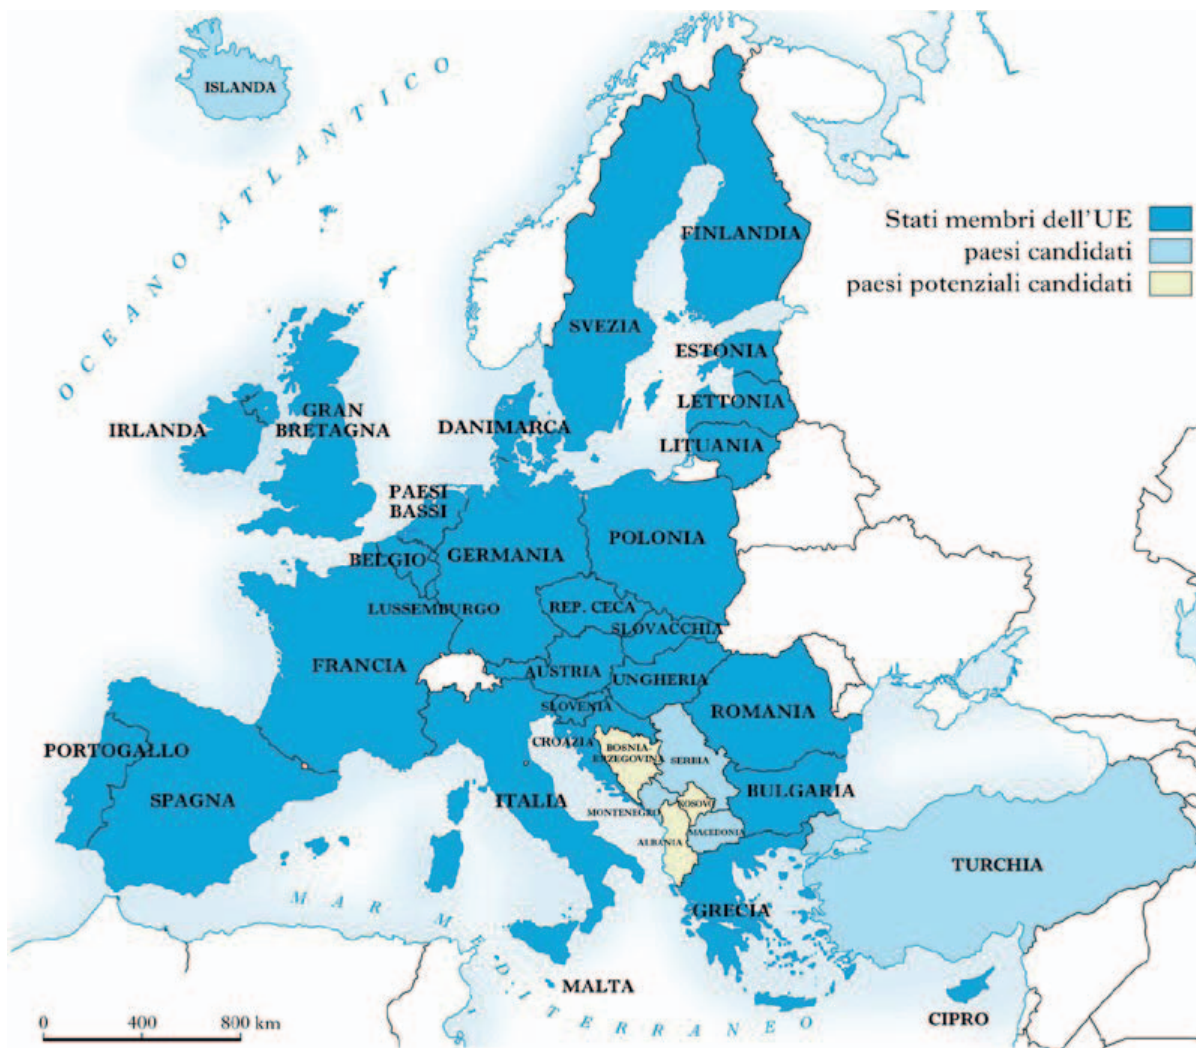 ISLANDA
OCEANO ATLANTICO
Stati membri dell'UE
paesi candidati
paesi potenziali candidati
FINLANDIA
SVEZIA
ESTONIA
LETTONIA
LITUANIA
IRLANDA
GRAN
BRETAGNA
DANIMARCA
PAESI
BASSI
POLONIA
BELGIO
GERMANIA
LUSSEMBURGO
REP. CECA
SLOVACCHIA
FRANCIA
AUSTRIA
UNGHERIA
SLOVENIA
ROMANIA
CROAZIA
BOSNIA-
ERZEGOVINA
SERBIA
PORTOGALLO
SPAGNA
ITALIA
BULGARIA
MONTENEGRO
KOSOVO
MACEDONIA
ALBANIA
TURCHIA
GRECIA
MAR MEDITERRANEO
MALTA
CIPRO
0 400 800 km